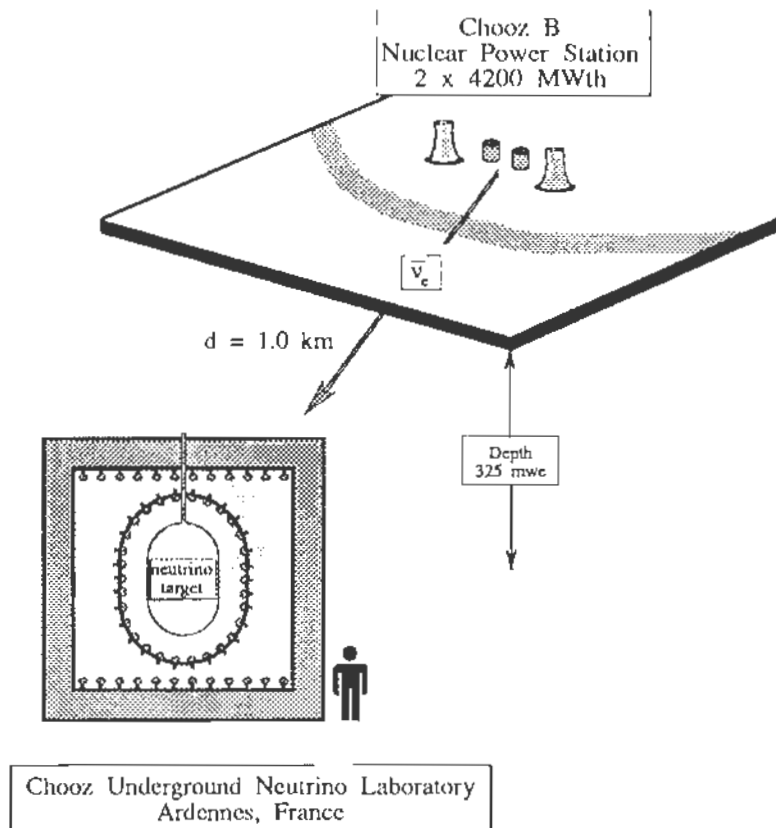 Chooz B
Nuclear Power Station
2 x 4200 MWth
ν̄e
d = 1.0 km
Depth
325 mwe
neutrino
target
Chooz Underground Neutrino Laboratory
Ardennes, France